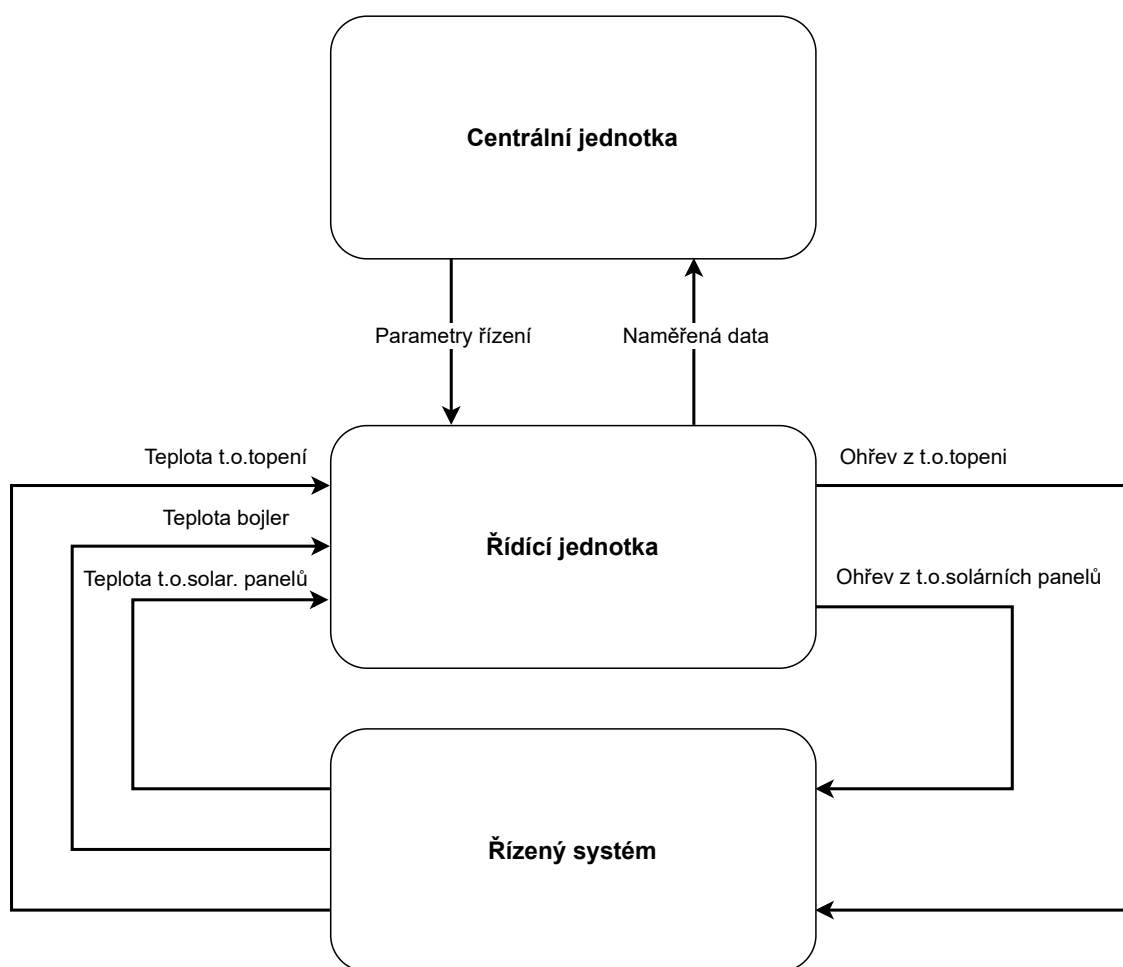 Centrální jednotka
Parametry řízení
Naměřená data
Teplota t.o.topení
Ohřev z t.o.topeni
Teplota bojler
Řídící jednotka
Teplota t.o.solar. panelů
Ohřev z t.o.solárních panelů
Řízený systém